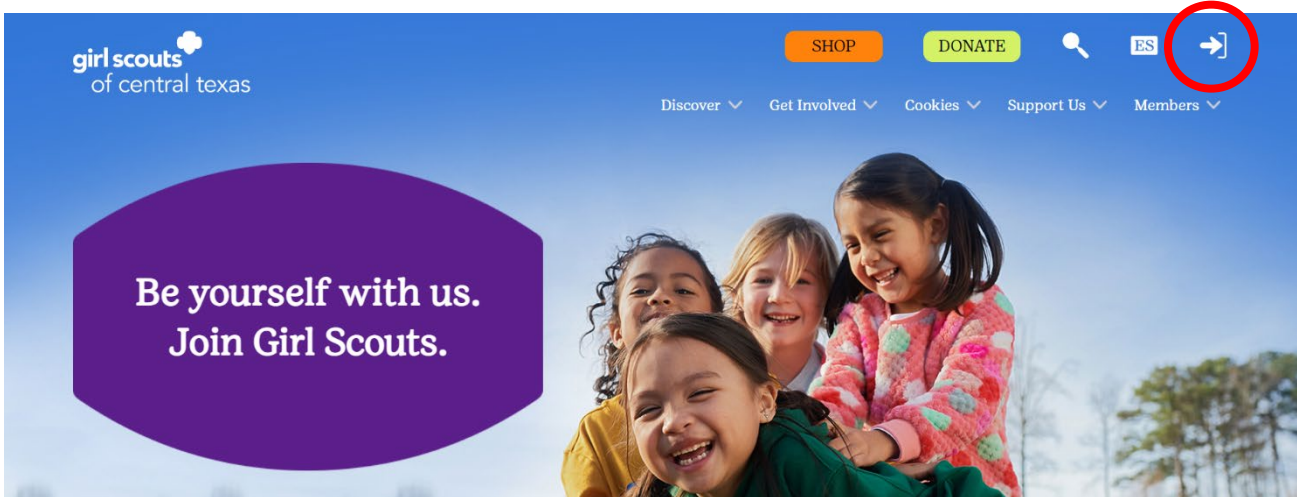 girl scouts
of central texas
SHOP
DONATE
ES
Discover
Get Involved
Cookies
Support Us
Members
Be yourself with us.
Join Girl Scouts.